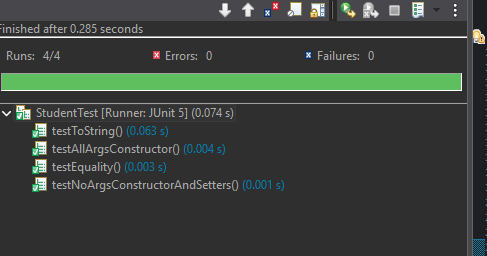 Finished after 0.285 seconds
Runs: 4/4 Errors: 0 Failures: 0
StudentTest [Runner: JUnit 5] (0.074 s)
testToString() (0.063 s)
testAllArgsConstructor() (0.004 s)
testEquality() (0.003 s)
testNoArgsConstructorAndSetters() (0.001 s)